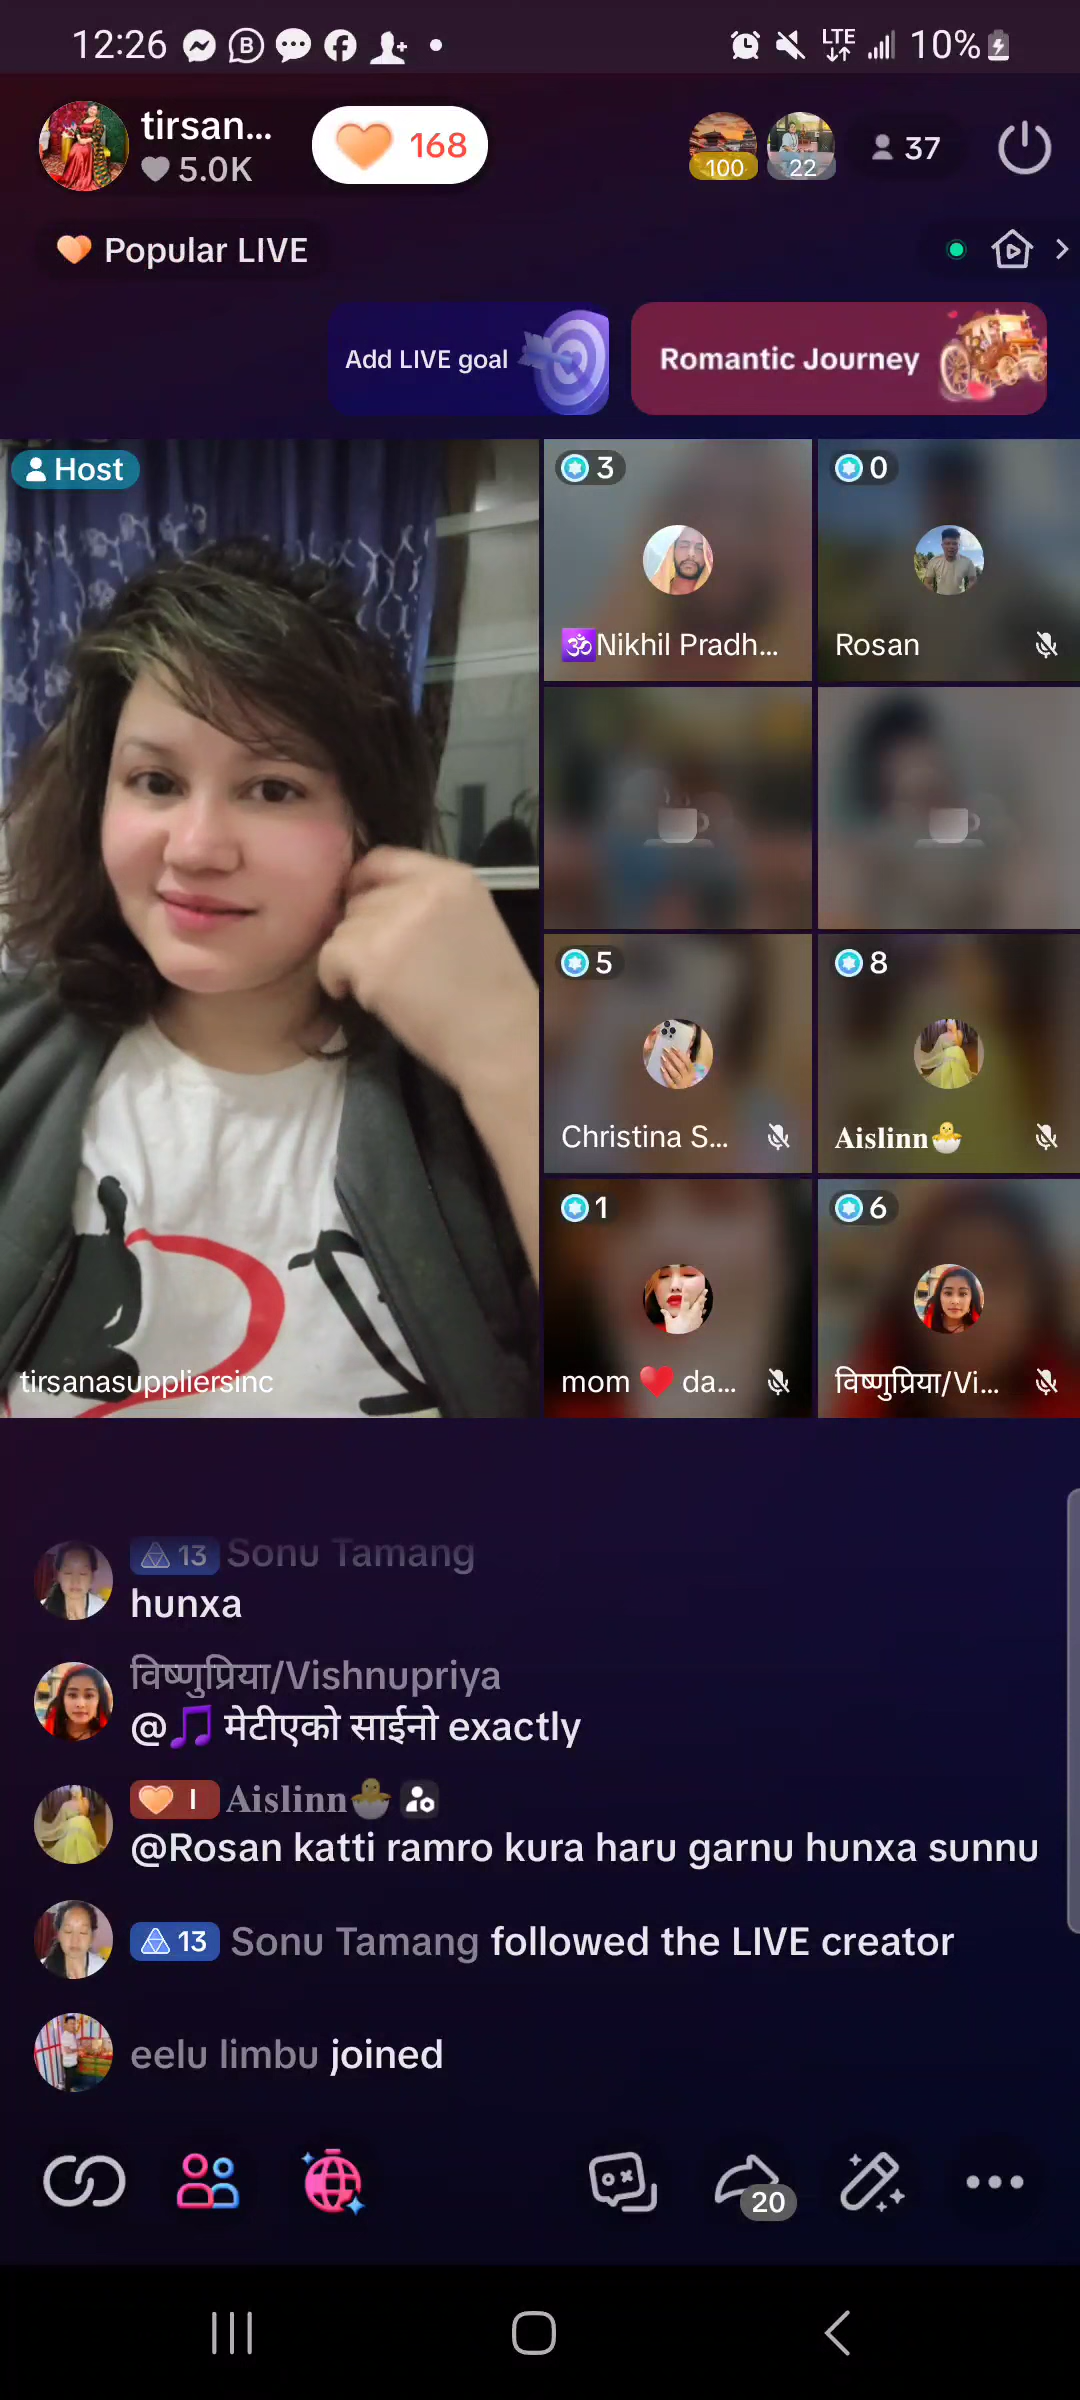 12:26
LTE
10%
tirsan...
5.0K
168
100
22
37
Popular LIVE
Add LIVE goal
Romantic Journey
Host
3
🕉Nikhil Pradh...
0
Rosan
5
Christina S...
8
Aislinn🐣
1
mom ❤️ da...
6
विष्णुप्रिया/Vi...
tirsanasuppliersinc
13 Sonu Tamang
hunxa
विष्णुप्रिया/Vishnupriya
@🎵 मेटीएको साईनो exactly
I Aislinn🐣
@Rosan katti ramro kura haru garnu hunxa sunnu
13 Sonu Tamang followed the LIVE creator
eelu limbu joined
20